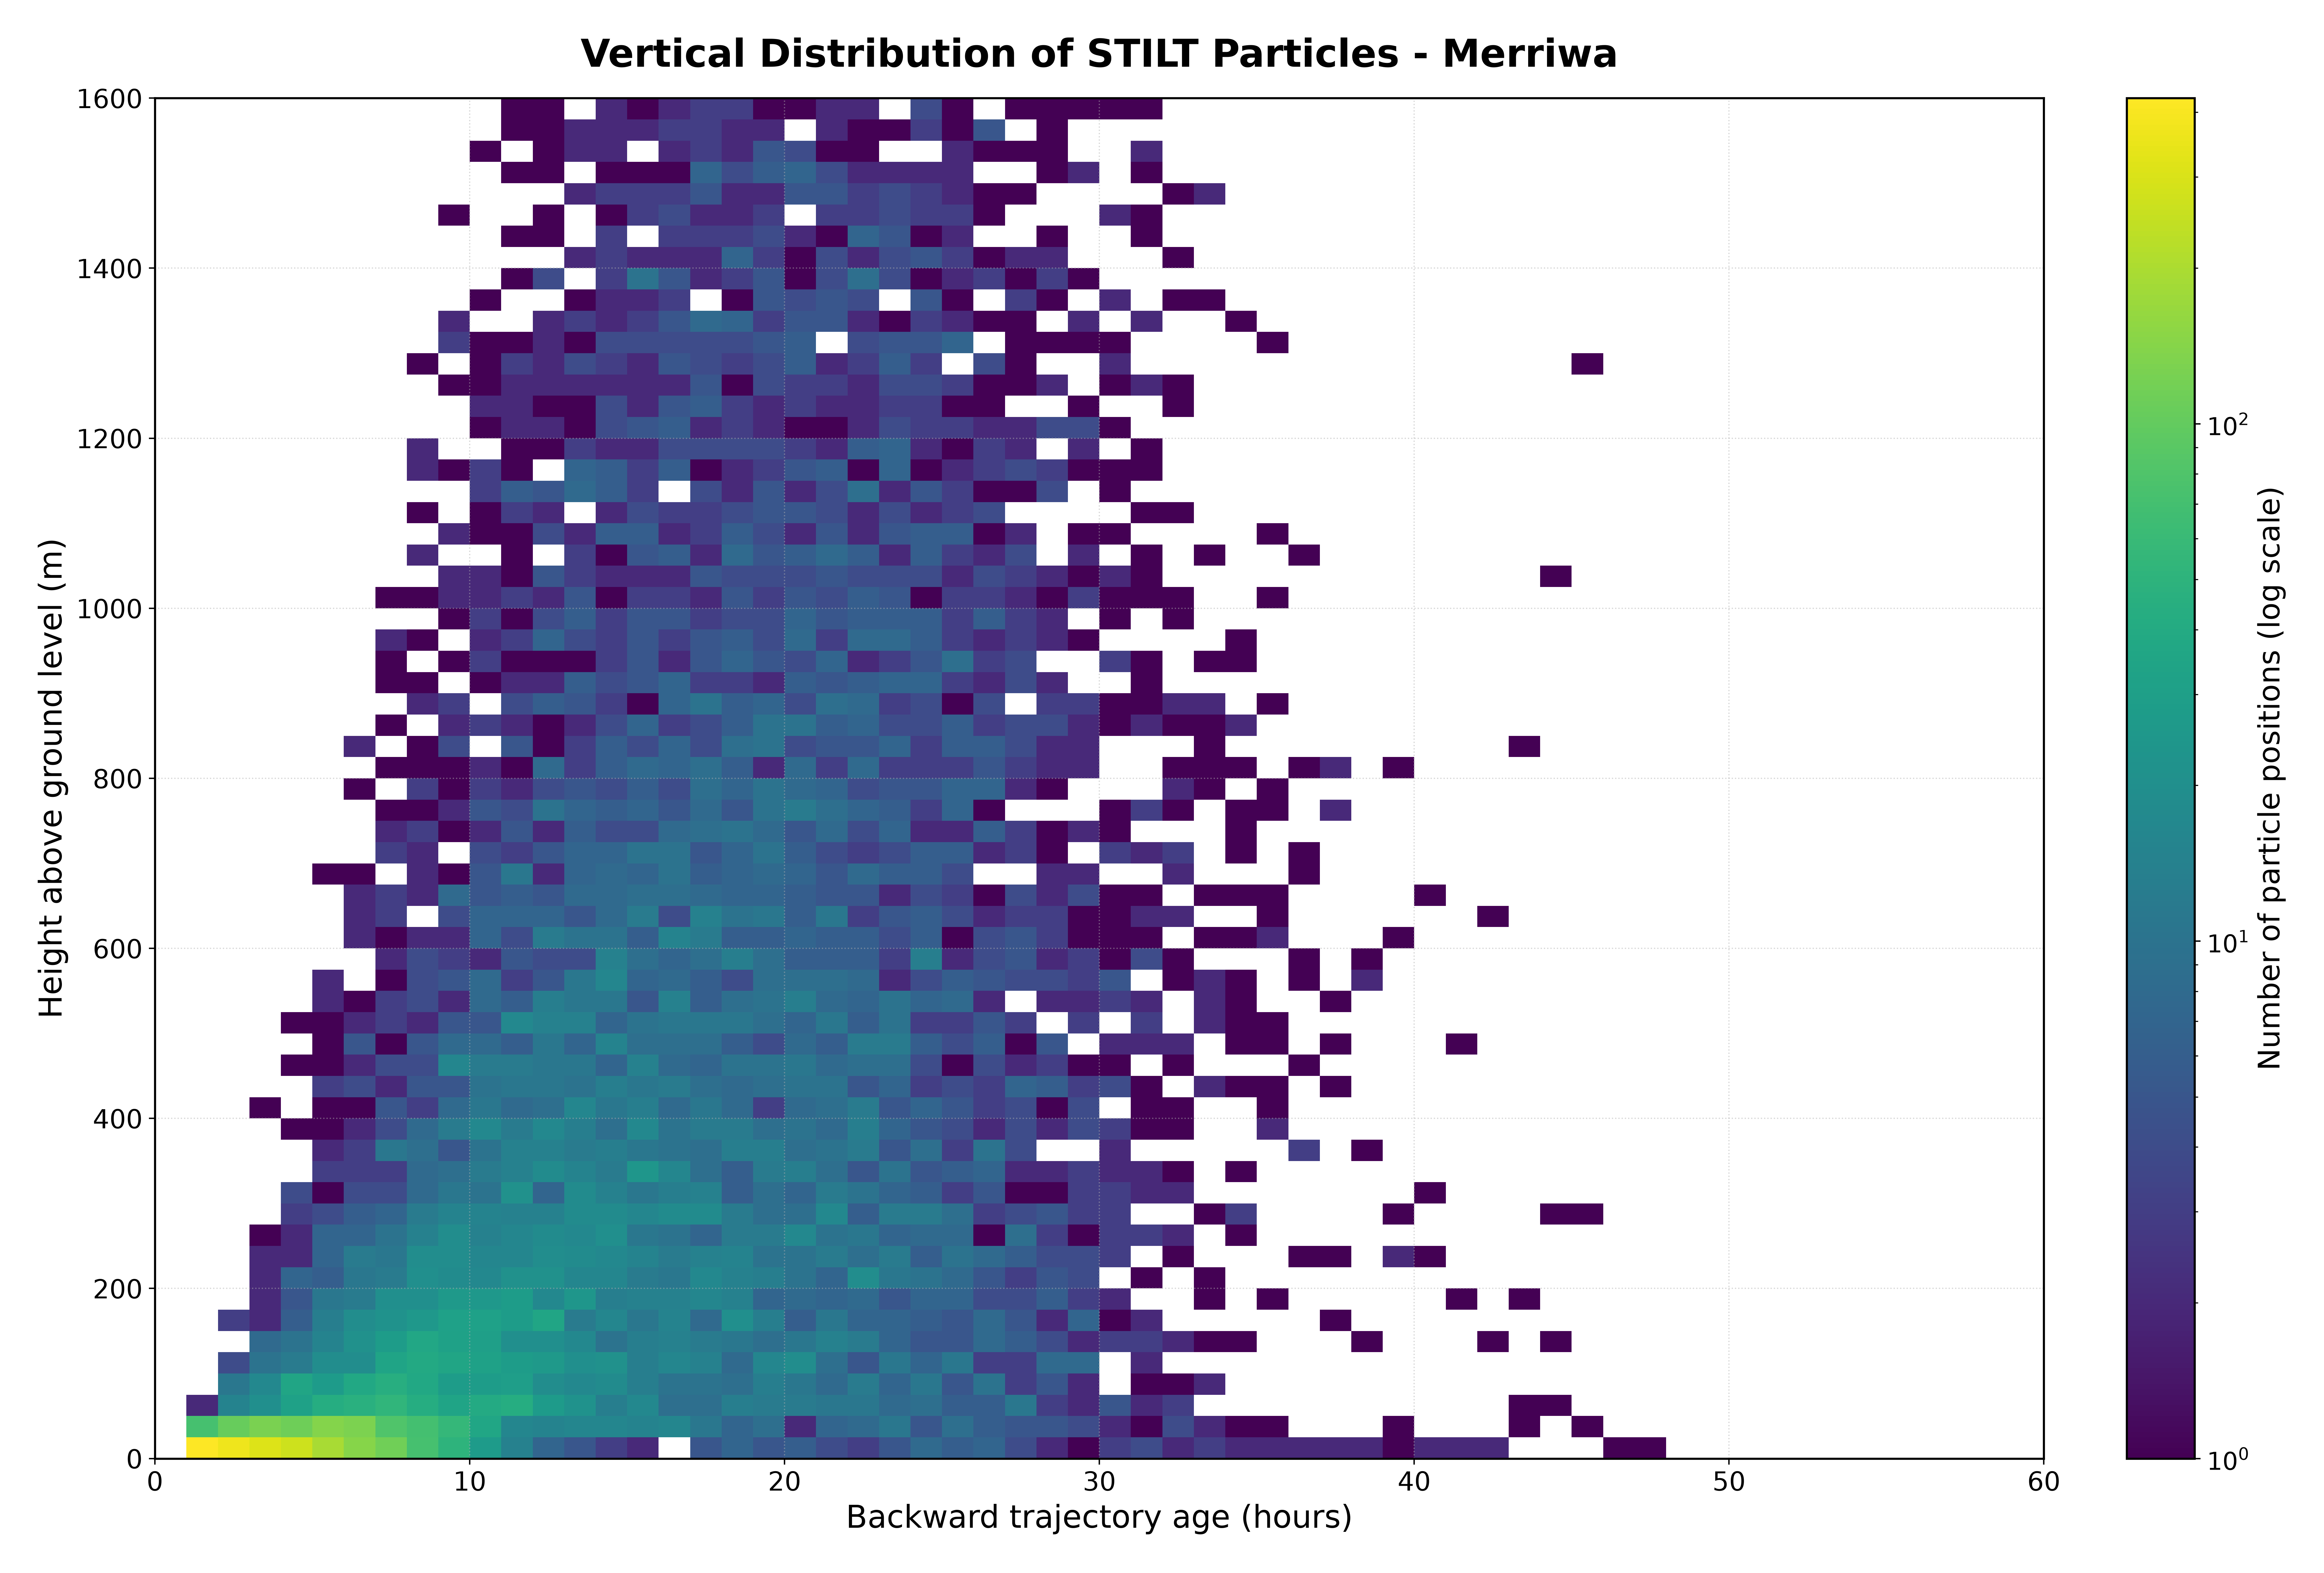 Vertical Distribution of STILT Particles - Merriwa
1600
1400
1200
1000
800
600
400
200
0
Height above ground level (m)
0 10 20 30 40 50 60
Backward trajectory age (hours)
10²
10¹
10⁰
Number of particle positions (log scale)